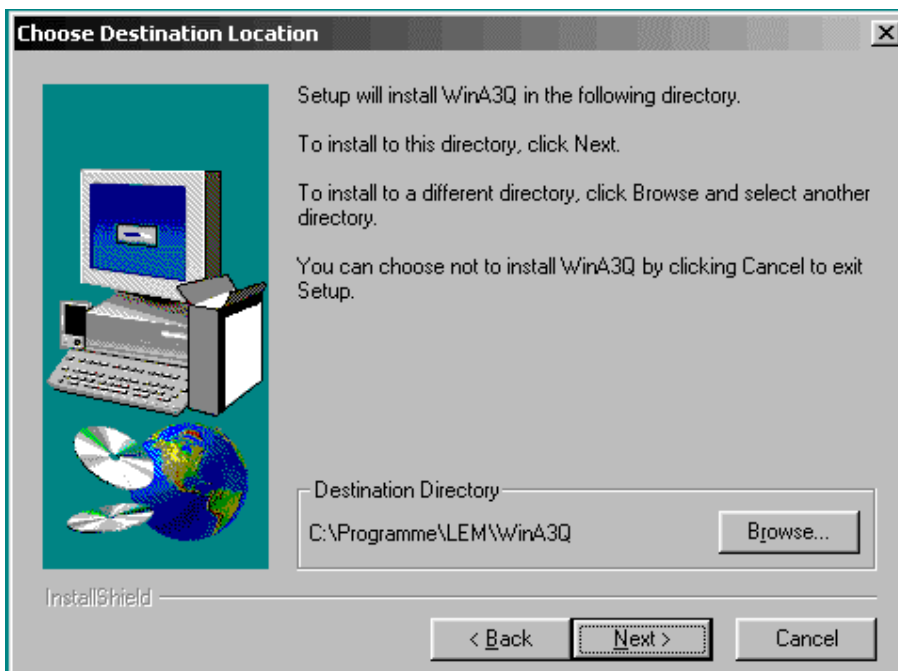 Choose Destination Location
Setup will install WinA3Q in the following directory.
To install to this directory, click Next.
To install to a different directory, click Browse and select another
directory.
You can choose not to install WinA3Q by clicking Cancel to exit
Setup.
Destination Directory
C:\Programme\LEM\WinA3Q
Browse...
InstallShield
< Back
Next >
Cancel